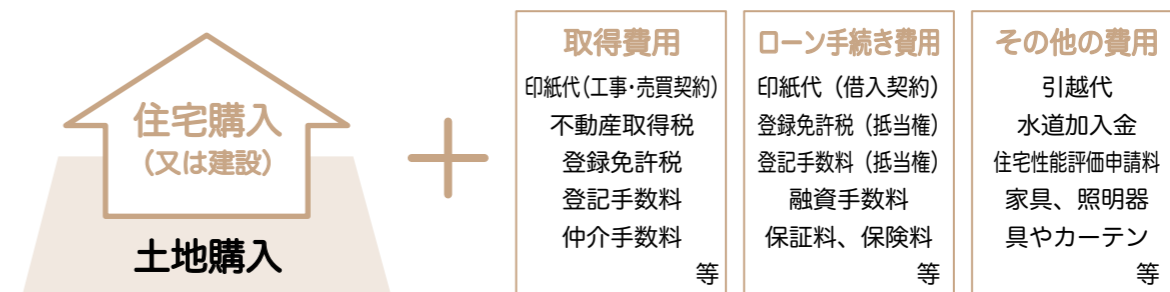 住宅購入
（又は建設）
土地購入
＋
取得費用
印紙代（工事・売買契約）
不動産取得税
登録免許税
登記手数料
仲介手数料
等
ローン手続き費用
印紙代（借入契約）
登録免許税（抵当権）
登記手数料（抵当権）
融資手数料
保証料、保険料
等
その他の費用
引越代
水道加入金
住宅性能評価申請料
家具、照明器
具やカーテン
等